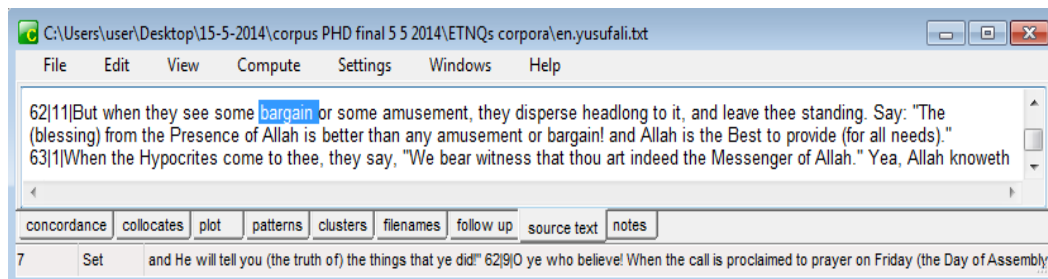 C:\Users\user\Desktop\15-5-2014\corpus PHD final 5 5 2014\ETNQs corpora\en.yusufali.txt
File Edit View Compute Settings Windows Help
62|11|But when they see some bargain or some amusement, they disperse headlong to it, and leave thee standing. Say: "The
(blessing) from the Presence of Allah is better than any amusement or bargain! and Allah is the Best to provide (for all needs)."
63|1|When the Hypocrites come to thee, they say, "We bear witness that thou art indeed the Messenger of Allah." Yea, Allah knoweth
concordance collocates plot patterns clusters filenames follow up source text notes
7 Set and He will tell you (the truth of) the things that ye did!" 62|9|O ye who believe! When the call is proclaimed to prayer on Friday (the Day of Assembly